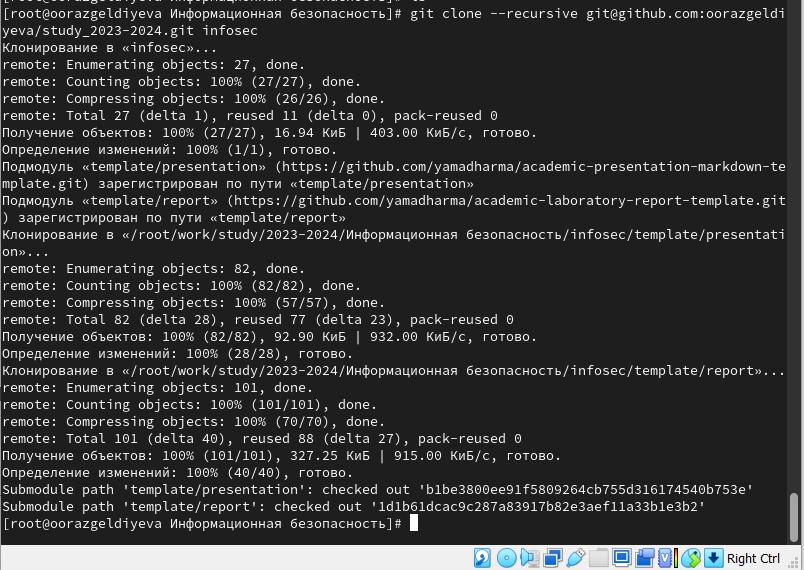 [root@oorazgeldiyeva Информационная безопасность]# git clone --recursive git@github.com:oorazgeldi
yeva/study_2023-2024.git infosec
Клонирование в «infosec»...
remote: Enumerating objects: 27, done.
remote: Counting objects: 100% (27/27), done.
remote: Compressing objects: 100% (26/26), done.
remote: Total 27 (delta 1), reused 11 (delta 0), pack-reused 0
Получение объектов: 100% (27/27), 16.94 КиБ | 403.00 КиБ/с, готово.
Определение изменений: 100% (1/1), готово.
Подмодуль «template/presentation» (https://github.com/yamadharma/academic-presentation-markdown-te
mplate.git) зарегистрирован по пути «template/presentation»
Подмодуль «template/report» (https://github.com/yamadharma/academic-laboratory-report-template.git
) зарегистрирован по пути «template/report»
Клонирование в «/root/work/study/2023-2024/Информационная безопасность/infosec/template/presentati
on»...
remote: Enumerating objects: 82, done.
remote: Counting objects: 100% (82/82), done.
remote: Compressing objects: 100% (57/57), done.
remote: Total 82 (delta 28), reused 77 (delta 23), pack-reused 0
Получение объектов: 100% (82/82), 92.90 КиБ | 932.00 КиБ/с, готово.
Определение изменений: 100% (28/28), готово.
Клонирование в «/root/work/study/2023-2024/Информационная безопасность/infosec/template/report»...
remote: Enumerating objects: 101, done.
remote: Counting objects: 100% (101/101), done.
remote: Compressing objects: 100% (70/70), done.
remote: Total 101 (delta 40), reused 88 (delta 27), pack-reused 0
Получение объектов: 100% (101/101), 327.25 КиБ | 915.00 КиБ/с, готово.
Определение изменений: 100% (40/40), готово.
Submodule path 'template/presentation': checked out 'b1be3800ee91f5809264cb755d316174540b753e'
Submodule path 'template/report': checked out '1d1b61dcac9c287a83917b82e3aef11a33b1e3b2'
[root@oorazgeldiyeva Информационная безопасность]#
Right Ctrl